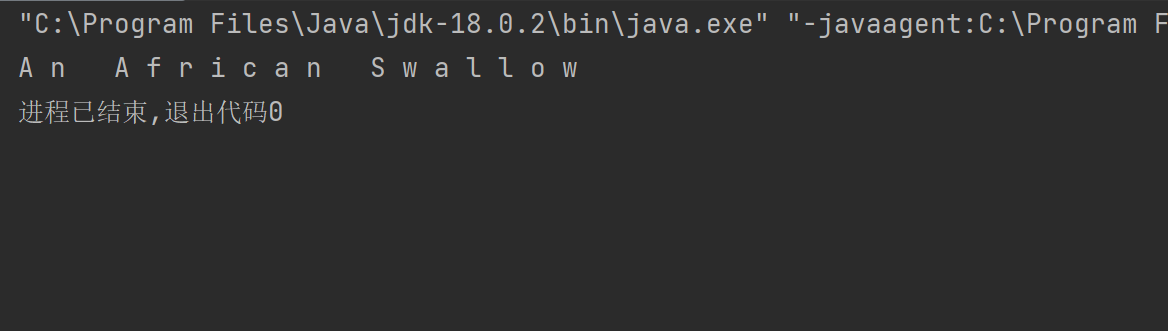 "C:\Program Files\Java\jdk-18.0.2\bin\java.exe" "-javaagent:C:\Program F
A n   A f r i c a n   S w a l l o w
进程已结束,退出代码0